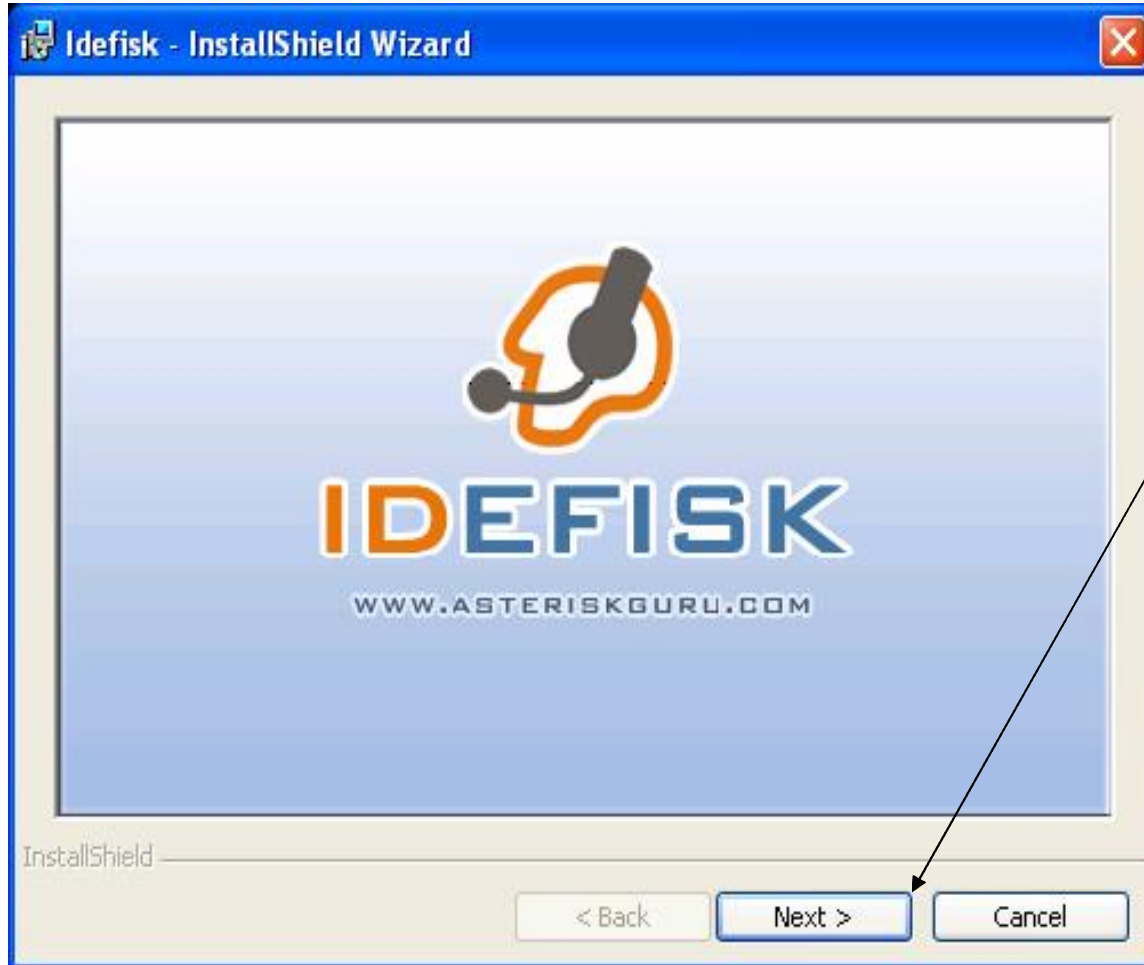 Idefisk - InstallShield Wizard
IDEFISK
WWW.ASTERISKGURU.COM
InstallShield
< Back
Next >
Cancel